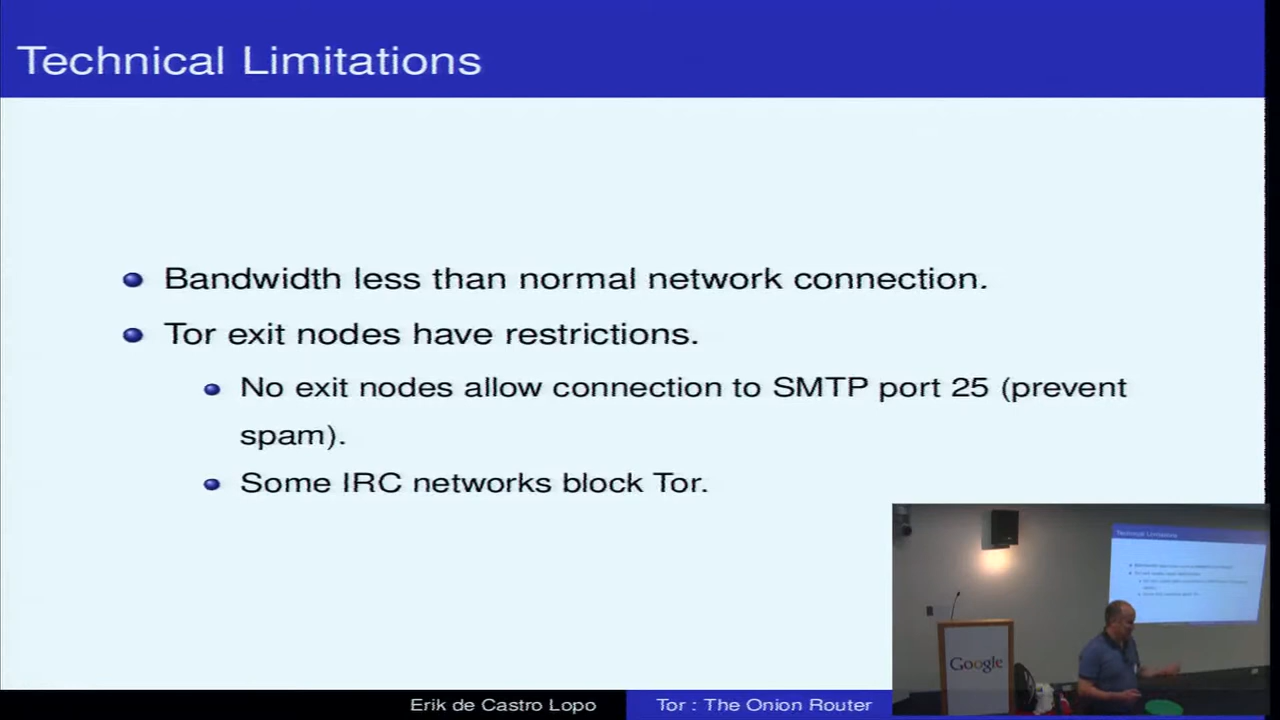 Technical Limitations
Bandwidth less than normal network connection.
Tor exit nodes have restrictions.
No exit nodes allow connection to SMTP port 25 (prevent
spam).
Some IRC networks block Tor.
Technical Limitations
Google
Erik de Castro Lopo
Tor : The Onion Router